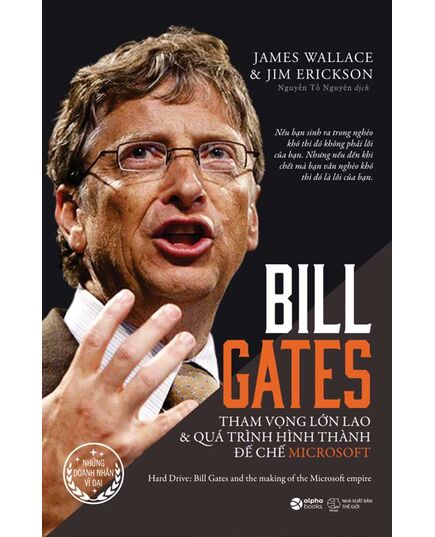 JAMES WALLACE
& JIM ERICKSON
Nguyễn Tố Nguyên dịch
Nếu bạn sinh ra trong nghèo
khó thì đó không phải lỗi
của bạn. Nhưng nếu đến khi
chết mà bạn vẫn nghèo khó
thì đó là lỗi của bạn.
BILL
GATES
THAM VỌNG LỚN LAO
& QUÁ TRÌNH HÌNH THÀNH
ĐẾ CHẾ MICROSOFT
NHỮNG
DOANH NHÂN
VĨ ĐẠI
Hard Drive: Bill Gates and the making of the Microsoft empire
alpha
books
NHÀ XUẤT BẢN
THẾ GIỚI